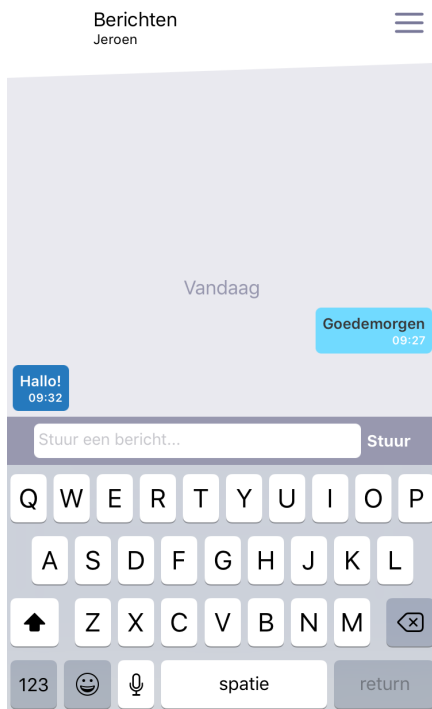 Berichten
Jeroen
Vandaag
Goedemorgen
09:27
Hallo!
09:32
Stuur een bericht... Stuur
Q W E R T Y U I O P
A S D F G H J K L
Z X C V B N M
123 spatie return